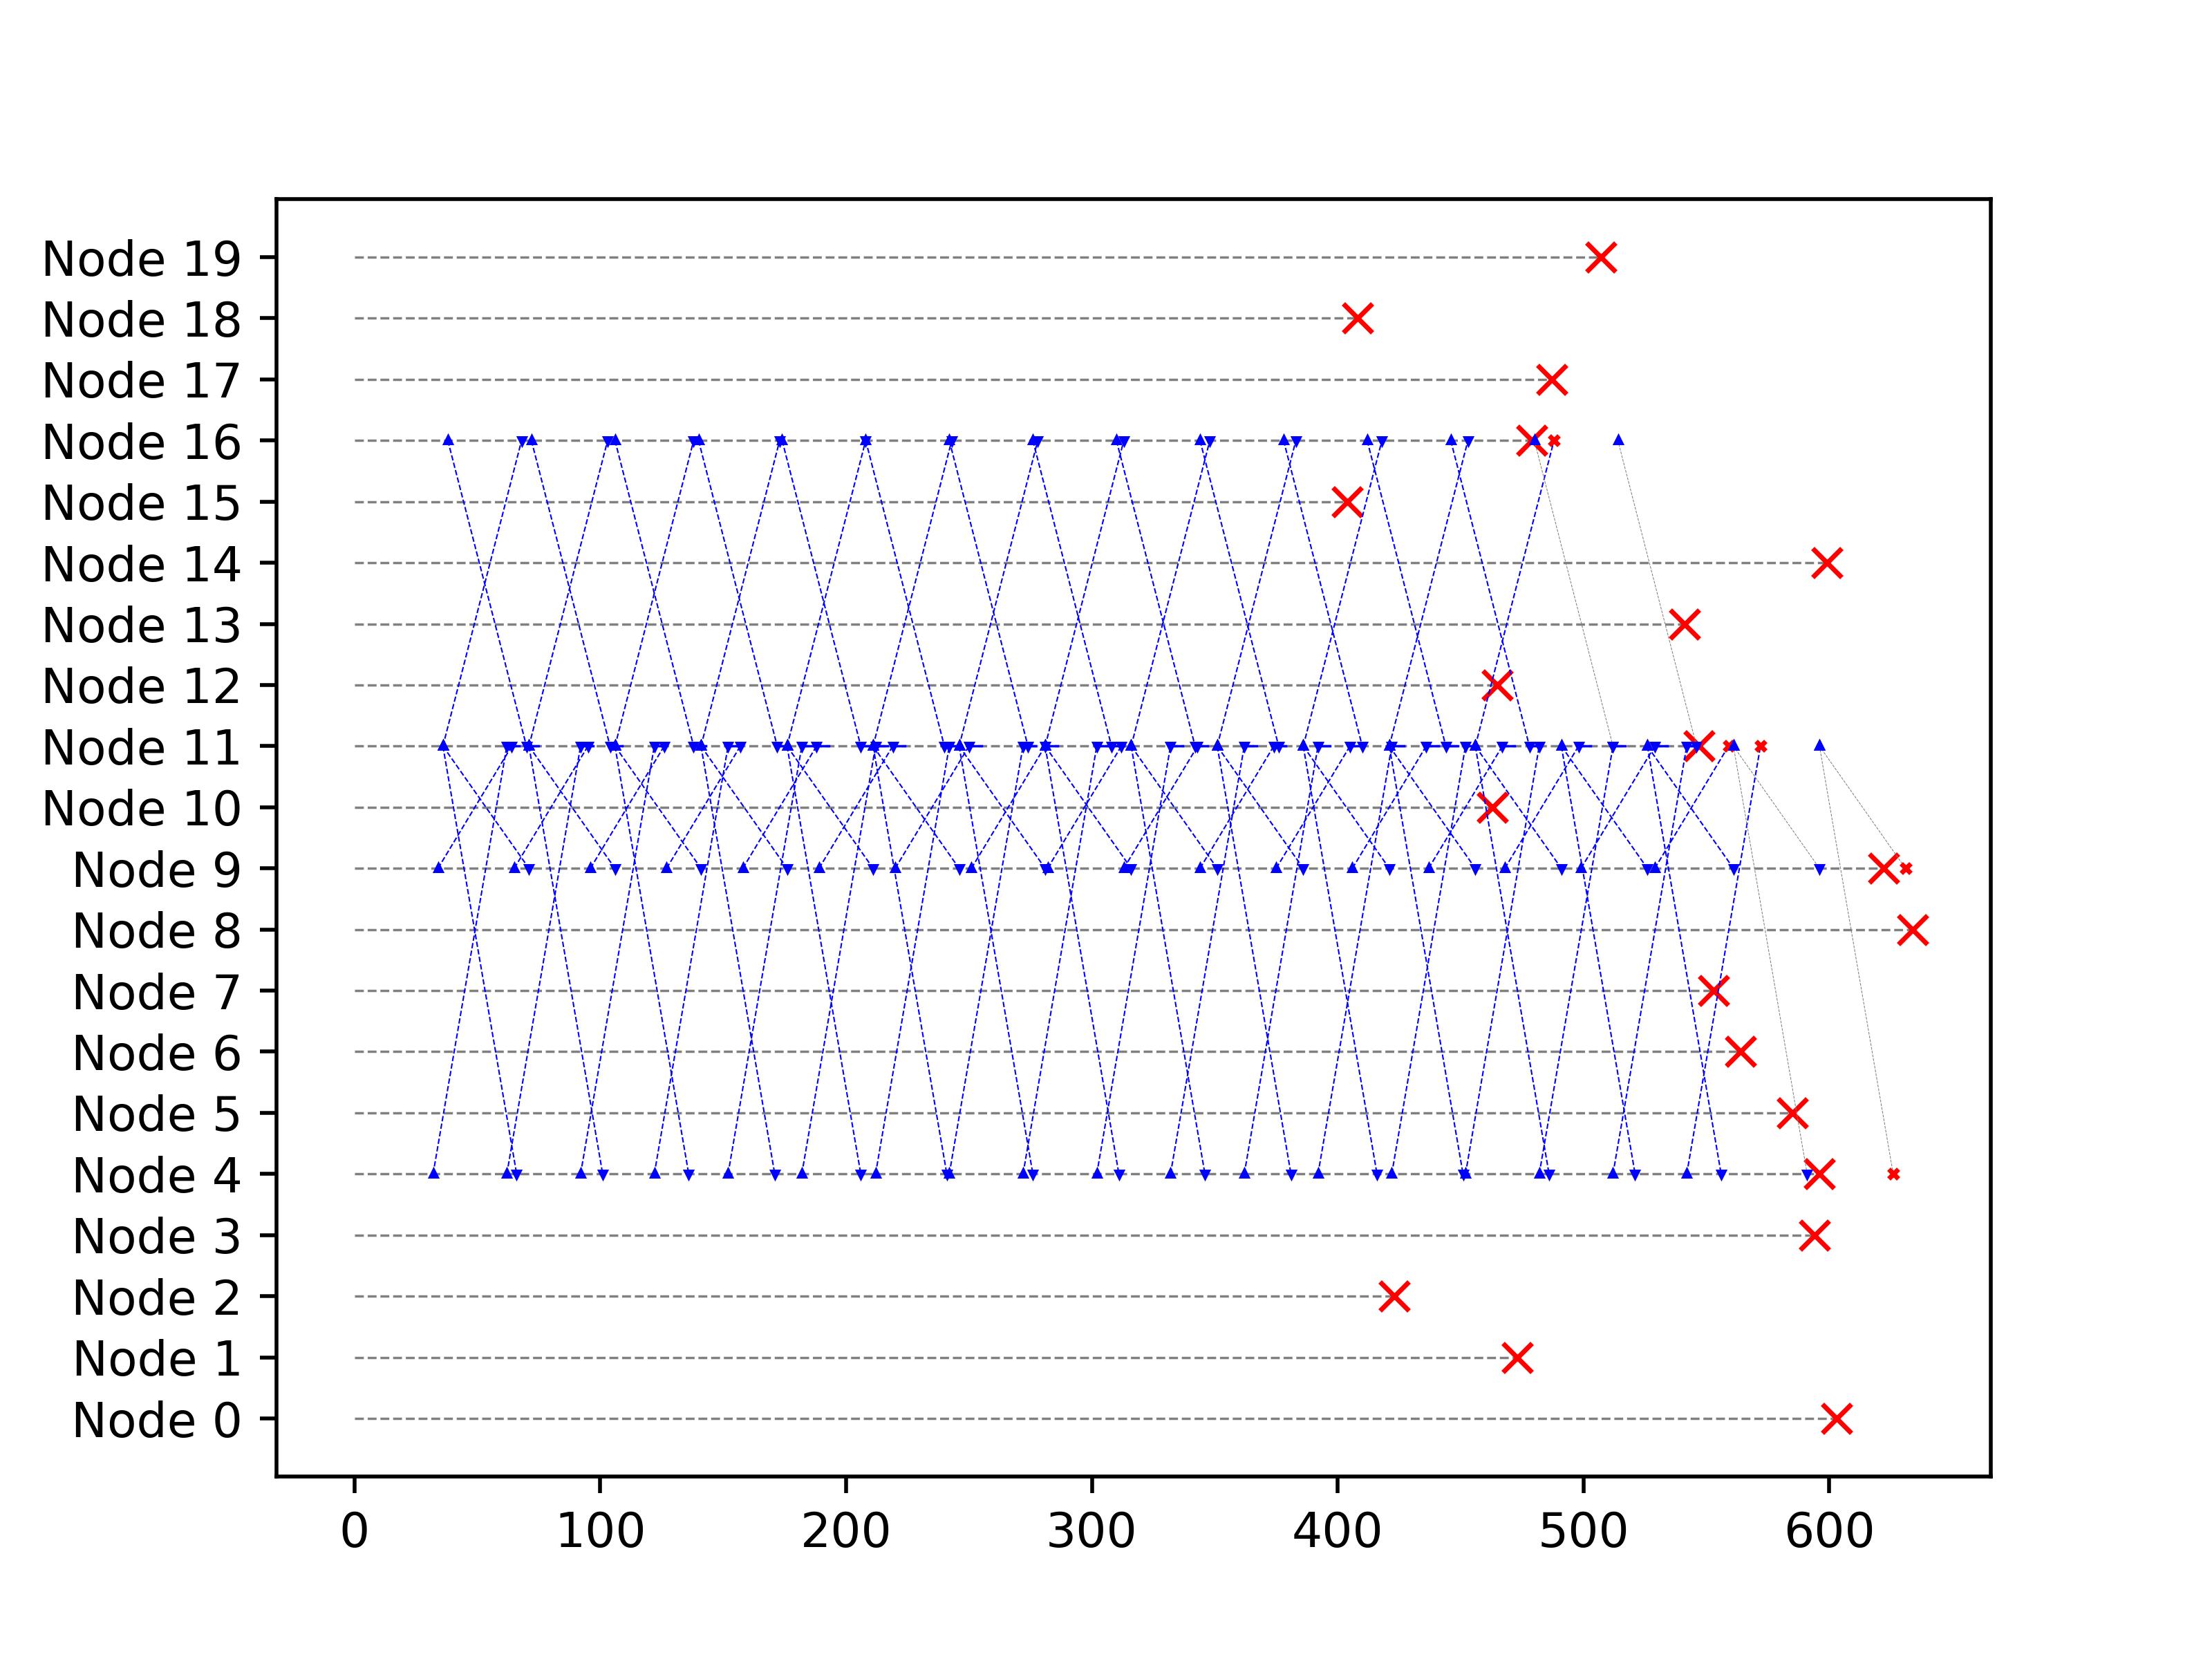 Node 19
Node 18
Node 17
Node 16
Node 15
Node 14
Node 13
Node 12
Node 11
Node 10
Node 9
Node 8
Node 7
Node 6
Node 5
Node 4
Node 3
Node 2
Node 1
Node 0
0 100 200 300 400 500 600